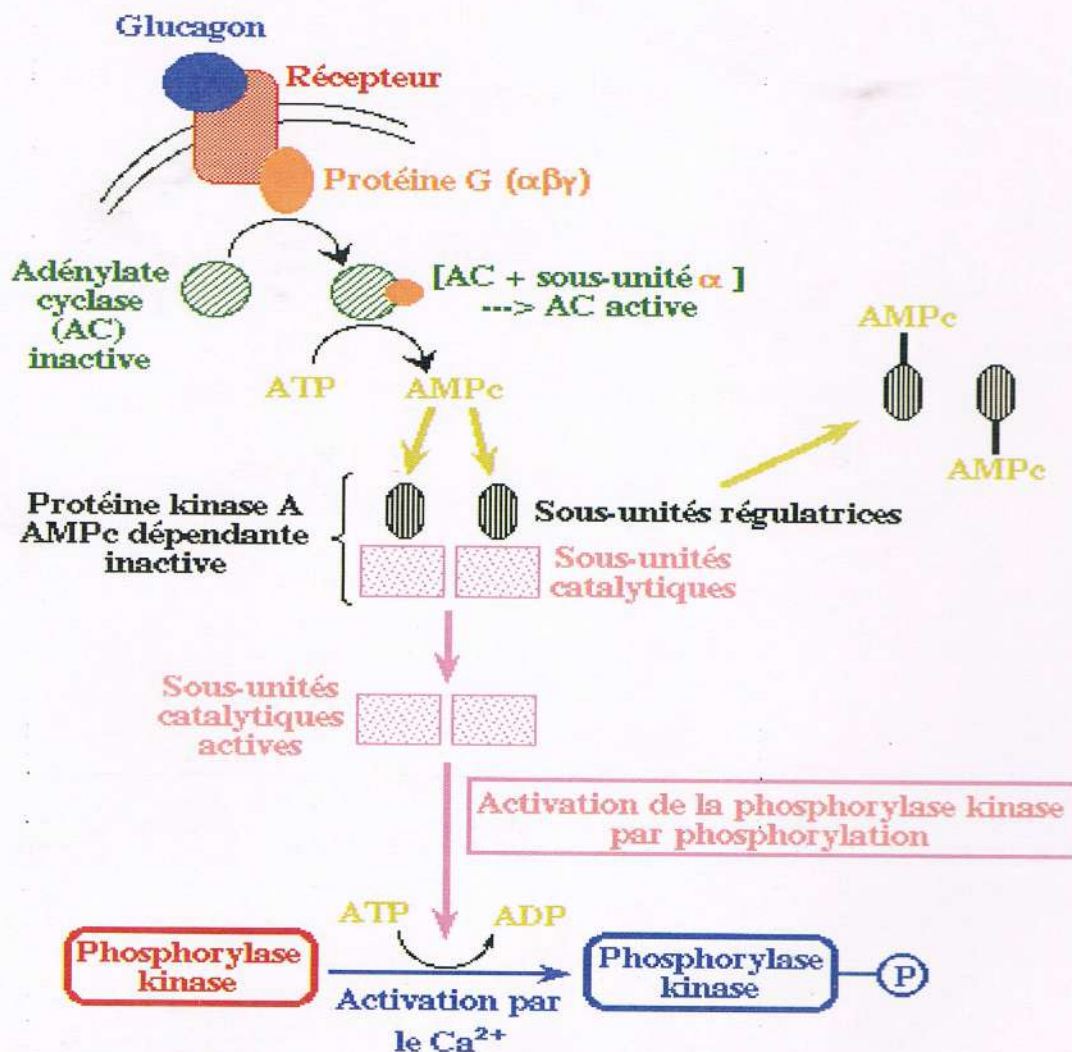 Glucagon
Récepteur
Protéine G (αβγ)
Adénylate
cyclase
(AC)
inactive
[AC + sous-unité α ]
---> AC active
ATP
AMPc
AMPc
AMPc
Protéine kinase A
AMPc dépendante
inactive
Sous-unités régulatrices
Sous-unités
catalytiques
Sous-unités
catalytiques
actives
Activation de la phosphorylase kinase
par phosphorylation
ATP
ADP
Phosphorylase
kinase
Activation par
le Ca²⁺
Phosphorylase
kinase
P